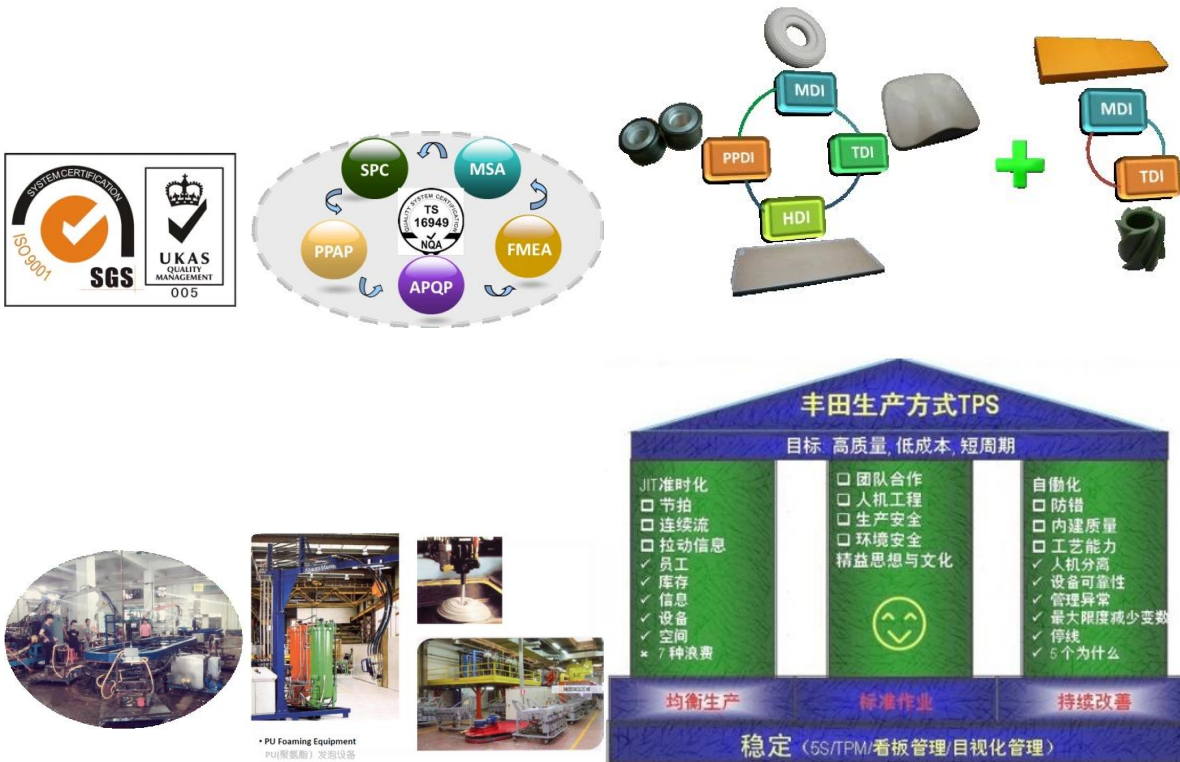 SYSTEM CERTIFICATION
ISO 9001
SGS
UKAS
QUALITY
MANAGEMENT
005
SPC
MSA
PPAP
FMEA
APQP
QUALITY SYSTEM CERTIFICATION
TS
16949
NQA
MDI
PPDI
TDI
HDI
MDI
TDI
• PU Foaming Equipment
PU(聚氨酯）发泡设备
丰田生产方式TPS
目标: 高质量, 低成本, 短周期
JIT准时化
□ 节拍
□ 连续流
□ 拉动信息
✓ 员工
✓ 库存
✓ 信息
✓ 设备
✓ 空间
× 7 种浪费
□ 团队合作
□ 人机工程
□ 生产安全
□ 环境安全
精益思想与文化
自働化
□ 防错
□ 内建质量
□ 工艺能力
✓ 人机分离
✓ 设备可靠性
✓ 管理异常
✓ 最大限度减少变数
✓ 停线
✓ 5 个为什么
均衡生产
标准作业
持续改善
稳定（5S/TPM/看板管理/目视化管理）